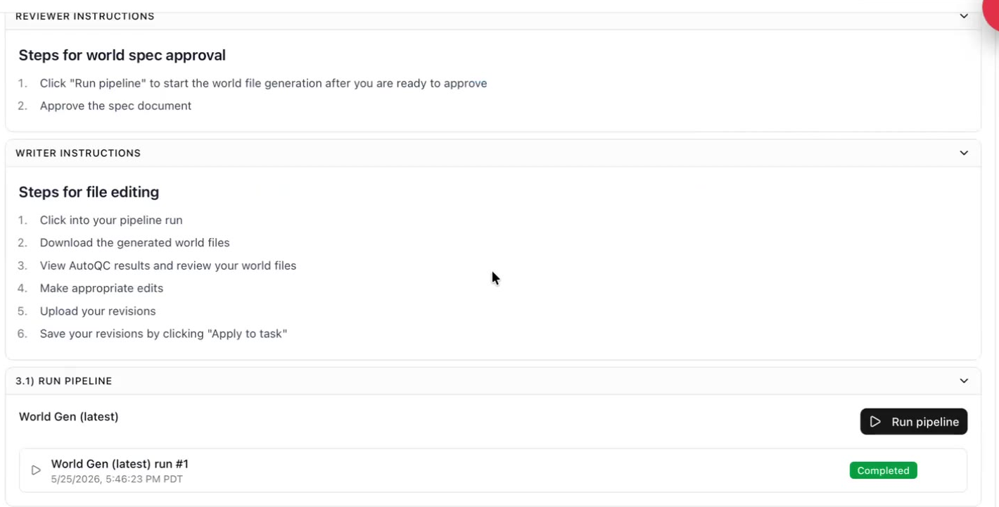 REVIEWER INSTRUCTIONS
Steps for world spec approval
1. Click "Run pipeline" to start the world file generation after you are ready to approve
2. Approve the spec document
WRITER INSTRUCTIONS
Steps for file editing
1. Click into your pipeline run
2. Download the generated world files
3. View AutoQC results and review your world files
4. Make appropriate edits
5. Upload your revisions
6. Save your revisions by clicking "Apply to task"
3.1) RUN PIPELINE
World Gen (latest)
Run pipeline
World Gen (latest) run #1
Completed
5/25/2026, 5:46:23 PM PDT